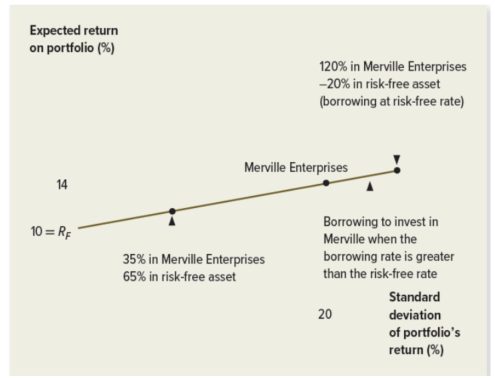 Expected return
on portfolio (%)
120% in Merville Enterprises
–20% in risk-free asset
(borrowing at risk-free rate)
Merville Enterprises
14
10 = RF
35% in Merville Enterprises
65% in risk-free asset
Borrowing to invest in
Merville when the
borrowing rate is greater
than the risk-free rate
20
Standard
deviation
of portfolio's
return (%)